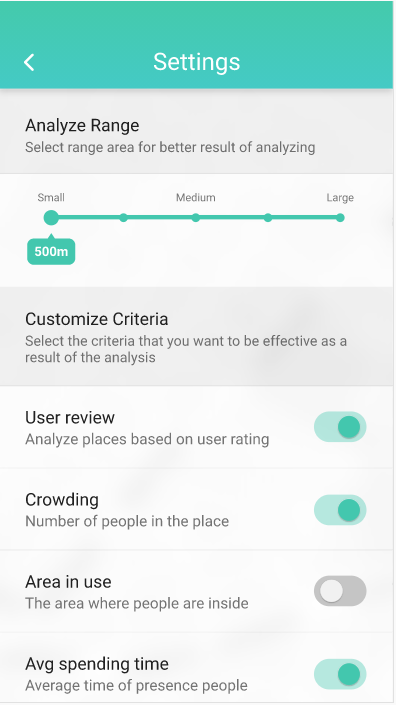 Settings
Analyze Range
Select range area for better result of analyzing
Small Medium Large
500m
Customize Criteria
Select the criteria that you want to be effective as a
result of the analysis
User review
Analyze places based on user rating
Crowding
Number of people in the place
Area in use
The area where people are inside
Avg spending time
Average time of presence people